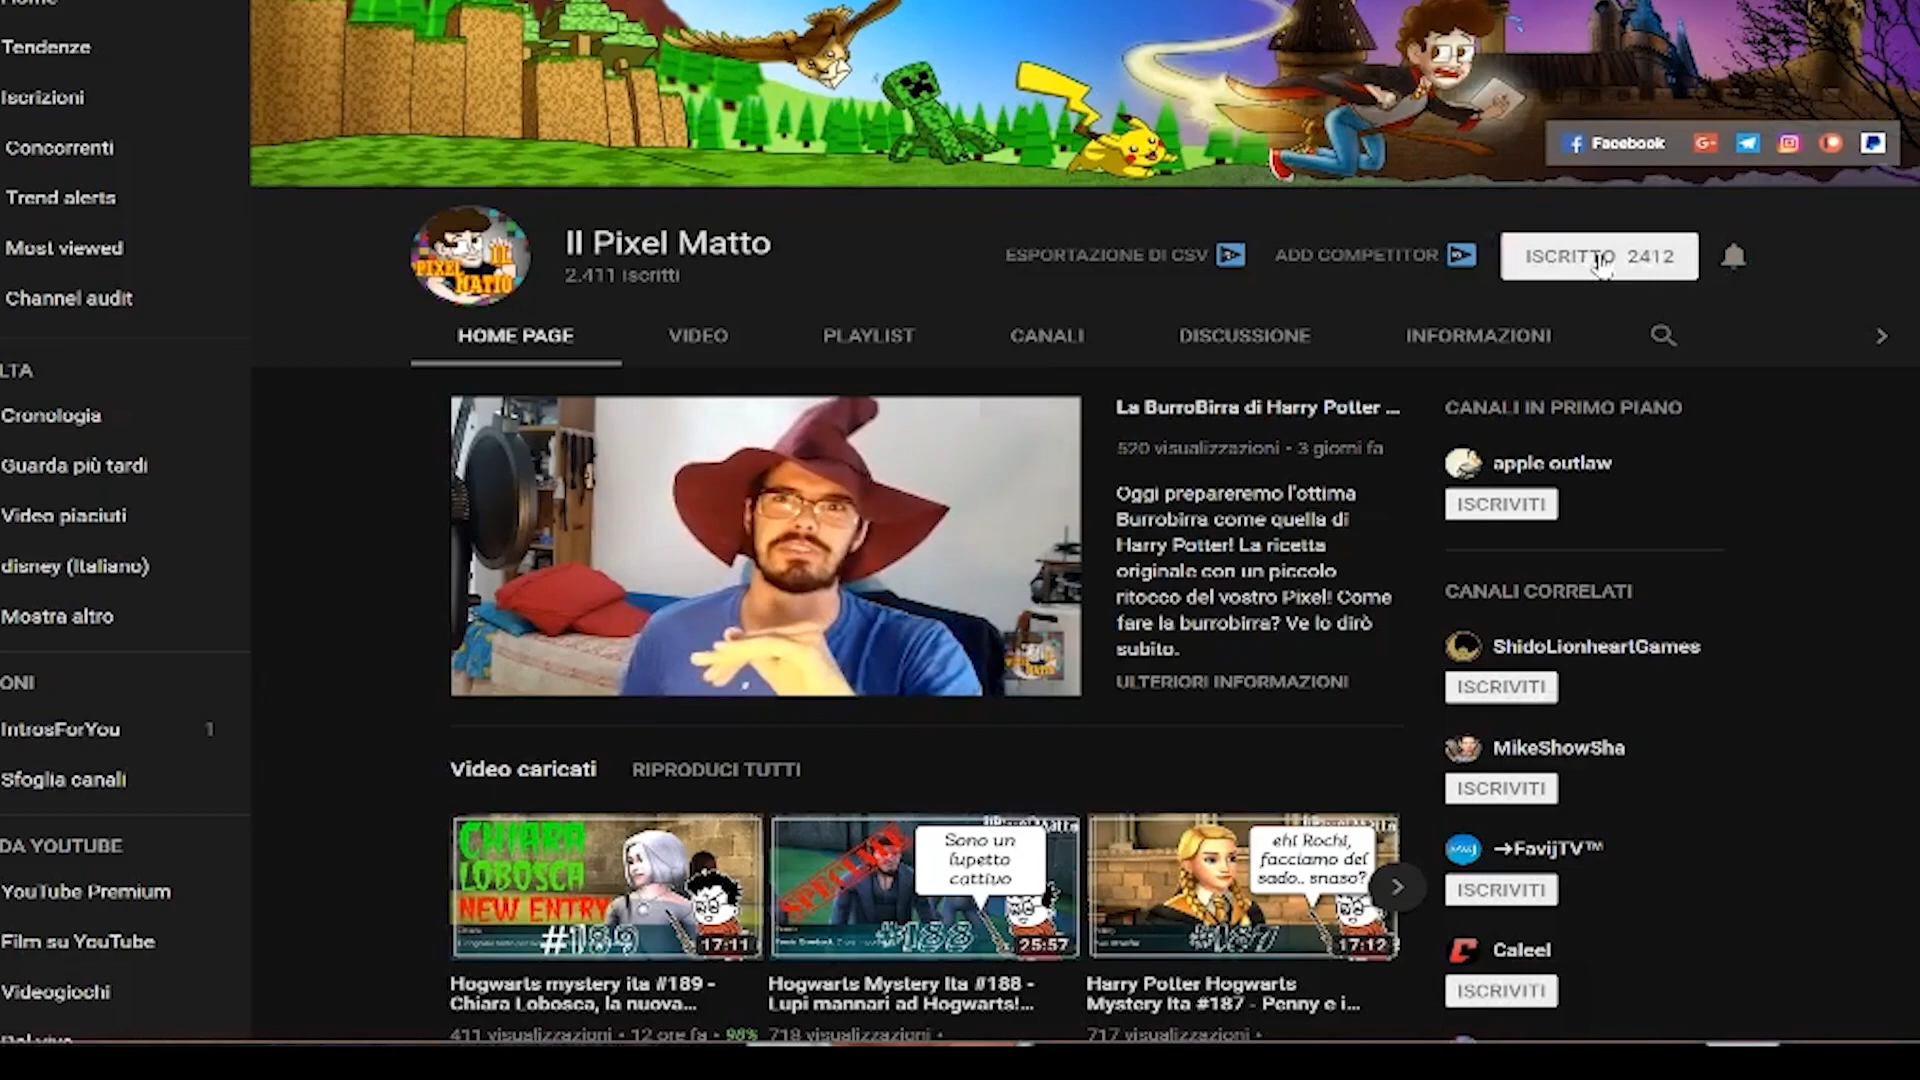 Home
Tendenze
Iscrizioni
Concorrenti
Trend alerts
Most viewed
Channel audit
LTA
Cronologia
Guarda più tardi
Video piaciuti
disney (Italiano)
Mostra altro
ONI
IntrosForYou 1
Sfoglia canali
DA YOUTUBE
YouTube Premium
Film su YouTube
Videogiochi
Facebook
G+
IL
PIXEL MATTO
Il Pixel Matto
2.411 iscritti
ESPORTAZIONE DI CSV
ADD COMPETITOR
ISCRITTO 2412
HOME PAGE
VIDEO
PLAYLIST
CANALI
DISCUSSIONE
INFORMAZIONI
La BurroBirra di Harry Potter ...
520 visualizzazioni • 3 giorni fa
Oggi prepareremo l'ottima
Burrobirra come quella di
Harry Potter! La ricetta
originale con un piccolo
ritocco del vostro Pixel! Come
fare la burrobirra? Ve lo dirò
subito.
ULTERIORI INFORMAZIONI
Video caricati
RIPRODUCI TUTTI
CHIARA
LOBOSCA
NEW ENTRY
#189
17:11
Hogwarts mystery ita #189 -
Chiara Lobosca, la nuova...
411 visualizzazioni • 12 ore fa • 98%
SPECIALE
Sono un
lupetto
cattivo
#188
25:57
Hogwarts Mystery Ita #188 -
Lupi mannari ad Hogwarts!...
718 visualizzazioni •
ehi Rochi,
facciamo del
sado.. snaso?
#187
17:12
Harry Potter Hogwarts
Mystery Ita #187 - Penny e i...
717 visualizzazioni •
CANALI IN PRIMO PIANO
apple outlaw
ISCRIVITI
CANALI CORRELATI
ShidoLionheartGames
ISCRIVITI
MikeShowSha
ISCRIVITI
→FavijTV™
ISCRIVITI
Caleel
ISCRIVITI